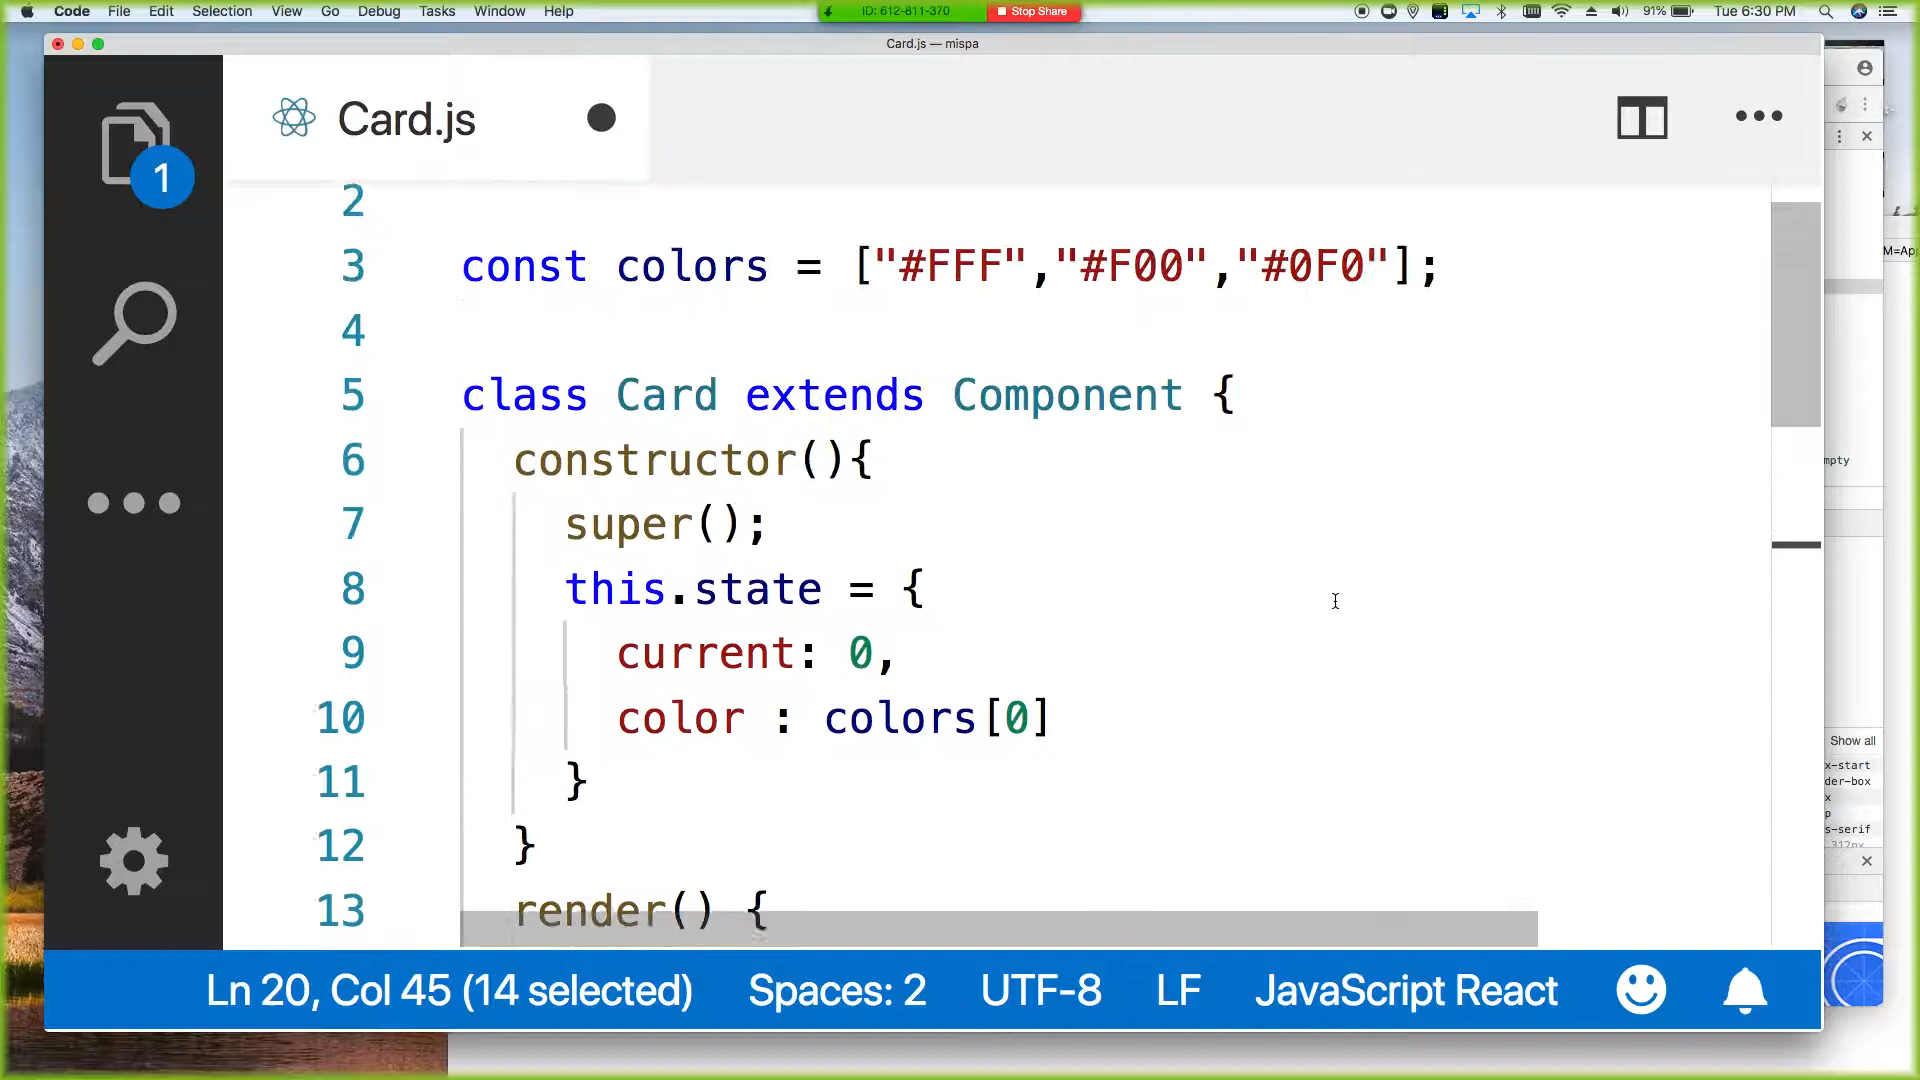 Code File Edit Selection View Go Debug Tasks Window Help
ID: 612-811-370 Stop Share
91% Tue 6:30 PM
Card.js — mispa
Card.js
1
2
3 const colors = ["#FFF","#F00","#0F0"];
4
5 class Card extends Component {
6 constructor(){
7 super();
8 this.state = {
9 current: 0,
10 color : colors[0]
11 }
12 }
13 render() {
Ln 20, Col 45 (14 selected) Spaces: 2 UTF-8 LF JavaScript React
M=Ap
mpty
Show all
x-start
der-box
x
p
s-serif
312px